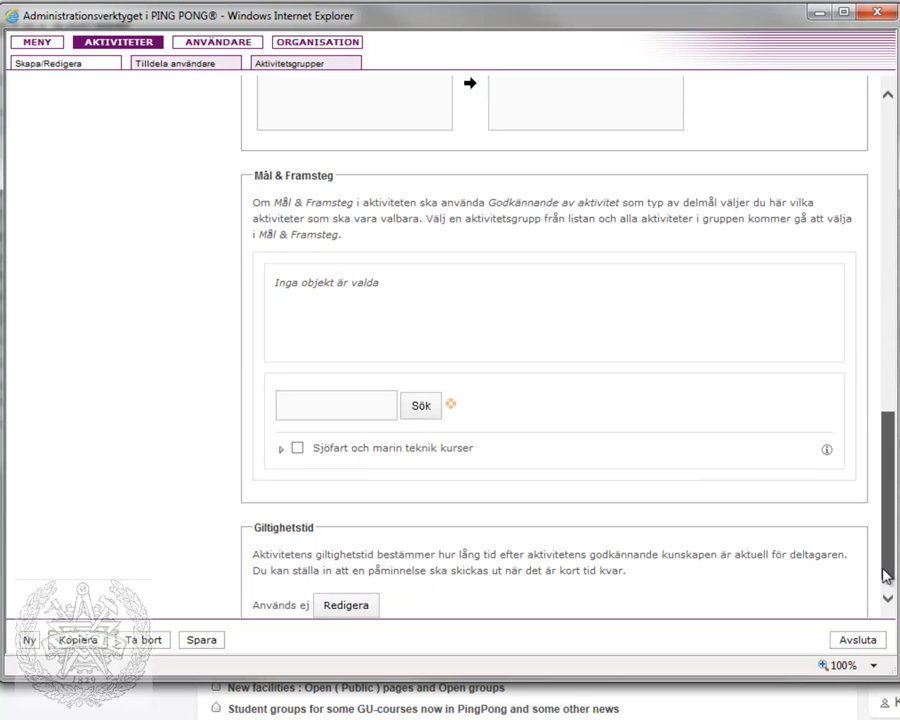 Administrationsverktyget i PING PONG® - Windows Internet Explorer
MENY AKTIVITETER ANVÄNDARE ORGANISATION
Skapa/Redigera Tilldela användare Aktivitetsgrupper
Mål & Framsteg
Om Mål & Framsteg i aktiviteten ska använda Godkännande av aktivitet som typ av delmål väljer du här vilka
aktiviteter som ska vara valbara. Välj en aktivitetsgrupp från listan och alla aktiviteter i gruppen kommer gå att välja
i Mål & Framsteg.
Inga objekt är valda
Sök
Sjöfart och marin teknik kurser
Giltighetstid
Aktivitetens giltighetstid bestämmer hur lång tid efter aktivitetens godkännande kunskapen är aktuell för deltagaren.
Du kan ställa in att en påminnelse ska skickas ut när det är kort tid kvar.
Används ej Redigera
Ny Kopiera Ta bort Spara Avsluta
1829
100%
New facilities : Open ( Public ) pages and Open groups
Student groups for some GU-courses now in PingPong and some other news